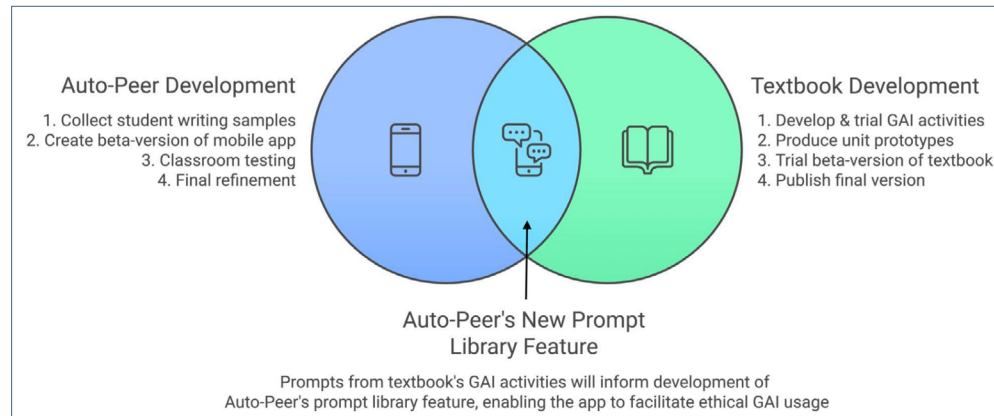 Auto-Peer Development
1. Collect student writing samples
2. Create beta-version of mobile app
3. Classroom testing
4. Final refinement
Textbook Development
1. Develop & trial GAI activities
2. Produce unit prototypes
3. Trial beta-version of textbook
4. Publish final version
Auto-Peer's New Prompt
Library Feature
Prompts from textbook's GAI activities will inform development of
Auto-Peer's prompt library feature, enabling the app to facilitate ethical GAI usage